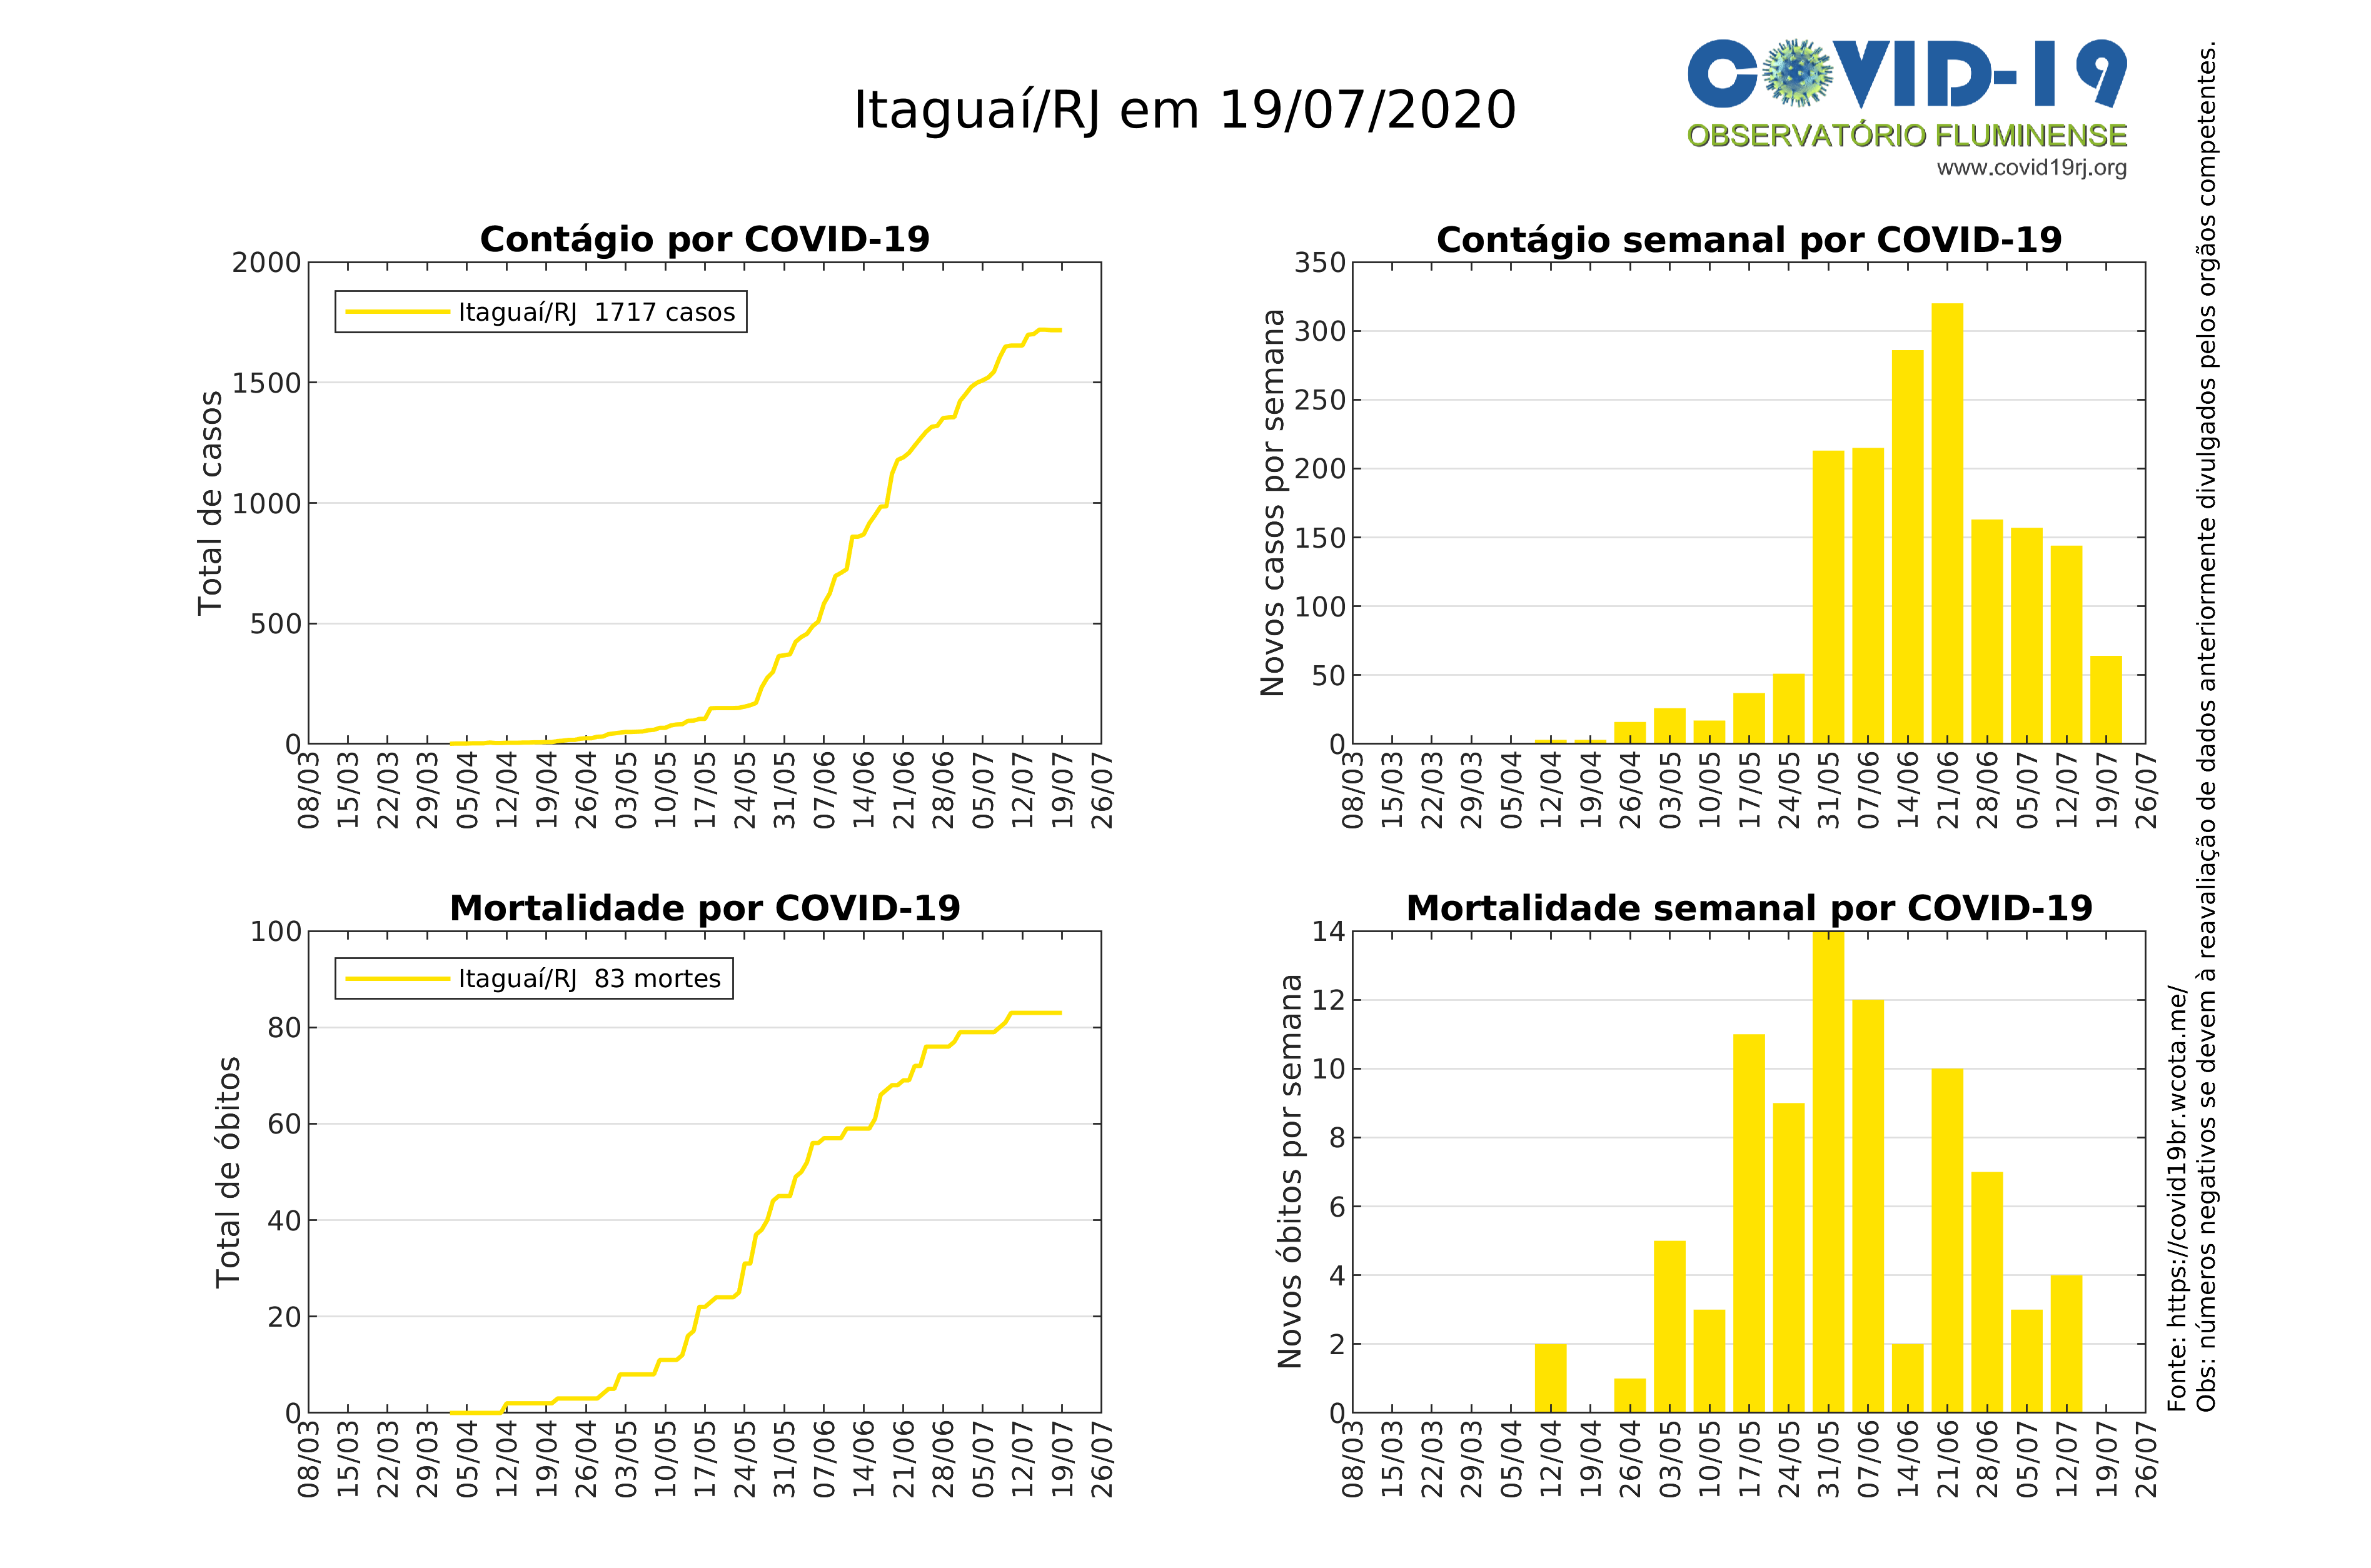 Itaguaí/RJ em 19/07/2020
COVID-19
OBSERVATÓRIO FLUMINENSE
www.covid19rj.org
Contágio por COVID-19
Total de casos
2000
1500
1000
500
0
Itaguaí/RJ  1717 casos
08/03 15/03 22/03 29/03 05/04 12/04 19/04 26/04 03/05 10/05 17/05 24/05 31/05 07/06 14/06 21/06 28/06 05/07 12/07 19/07 26/07
Contágio semanal por COVID-19
Novos casos por semana
350
300
250
200
150
100
50
0
08/03 15/03 22/03 29/03 05/04 12/04 19/04 26/04 03/05 10/05 17/05 24/05 31/05 07/06 14/06 21/06 28/06 05/07 12/07 19/07 26/07
Mortalidade por COVID-19
Total de óbitos
100
80
60
40
20
0
Itaguaí/RJ  83 mortes
08/03 15/03 22/03 29/03 05/04 12/04 19/04 26/04 03/05 10/05 17/05 24/05 31/05 07/06 14/06 21/06 28/06 05/07 12/07 19/07 26/07
Mortalidade semanal por COVID-19
Novos óbitos por semana
14
12
10
8
6
4
2
0
08/03 15/03 22/03 29/03 05/04 12/04 19/04 26/04 03/05 10/05 17/05 24/05 31/05 07/06 14/06 21/06 28/06 05/07 12/07 19/07 26/07
Fonte: https://covid19br.wcota.me/
Obs: números negativos se devem à reavaliação de dados anteriormente divulgados pelos orgãos competentes.